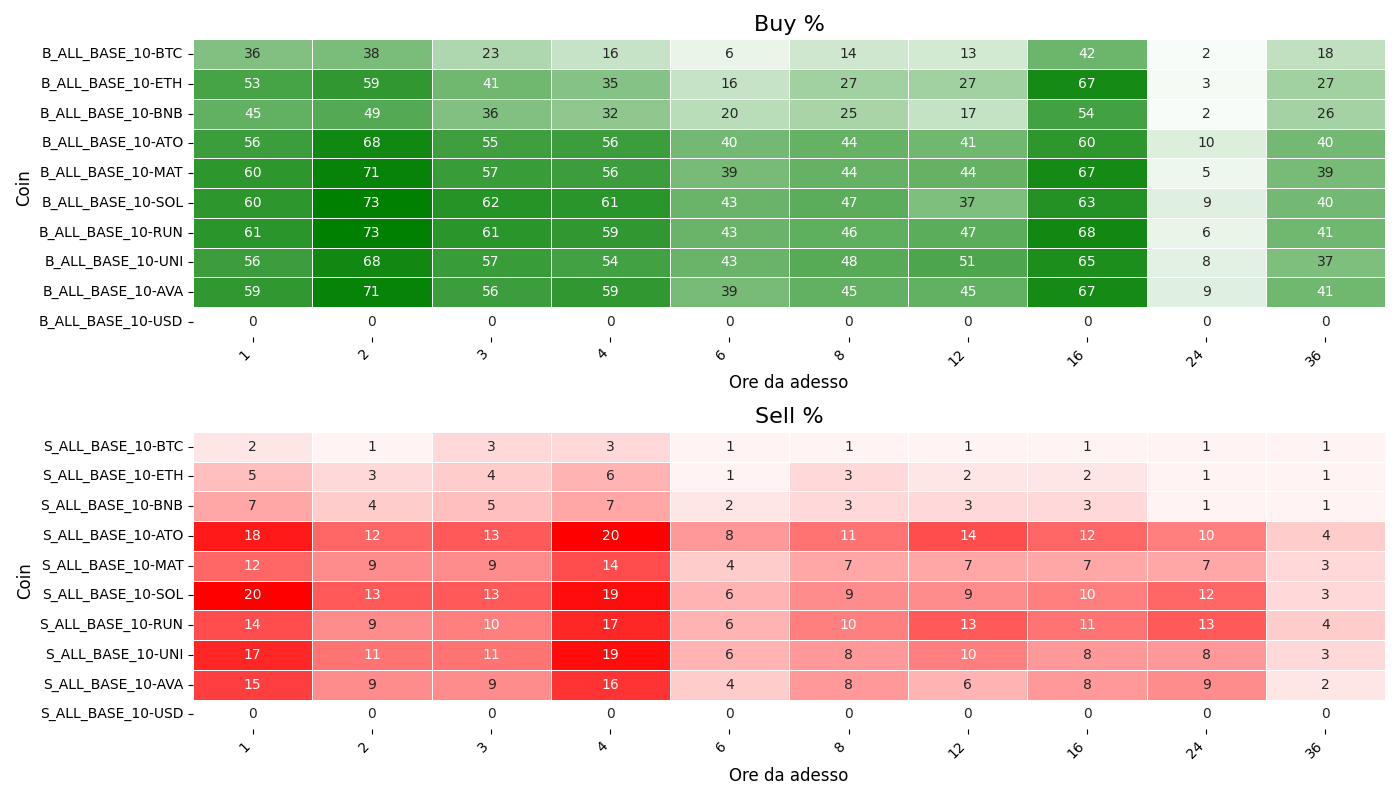 Buy %
Coin
B_ALL_BASE_10-BTC 36 38 23 16 6 14 13 42 2 18
B_ALL_BASE_10-ETH 53 59 41 35 16 27 27 67 3 27
B_ALL_BASE_10-BNB 45 49 36 32 20 25 17 54 2 26
B_ALL_BASE_10-ATO 56 68 55 56 40 44 41 60 10 40
B_ALL_BASE_10-MAT 60 71 57 56 39 44 44 67 5 39
B_ALL_BASE_10-SOL 60 73 62 61 43 47 37 63 9 40
B_ALL_BASE_10-RUN 61 73 61 59 43 46 47 68 6 41
B_ALL_BASE_10-UNI 56 68 57 54 43 48 51 65 8 37
B_ALL_BASE_10-AVA 59 71 56 59 39 45 45 67 9 41
B_ALL_BASE_10-USD 0 0 0 0 0 0 0 0 0 0
1 2 3 4 6 8 12 16 24 36
Ore da adesso
Sell %
Coin
S_ALL_BASE_10-BTC 2 1 3 3 1 1 1 1 1 1
S_ALL_BASE_10-ETH 5 3 4 6 1 3 2 2 1 1
S_ALL_BASE_10-BNB 7 4 5 7 2 3 3 3 1 1
S_ALL_BASE_10-ATO 18 12 13 20 8 11 14 12 10 4
S_ALL_BASE_10-MAT 12 9 9 14 4 7 7 7 7 3
S_ALL_BASE_10-SOL 20 13 13 19 6 9 9 10 12 3
S_ALL_BASE_10-RUN 14 9 10 17 6 10 13 11 13 4
S_ALL_BASE_10-UNI 17 11 11 19 6 8 10 8 8 3
S_ALL_BASE_10-AVA 15 9 9 16 4 8 6 8 9 2
S_ALL_BASE_10-USD 0 0 0 0 0 0 0 0 0 0
1 2 3 4 6 8 12 16 24 36
Ore da adesso